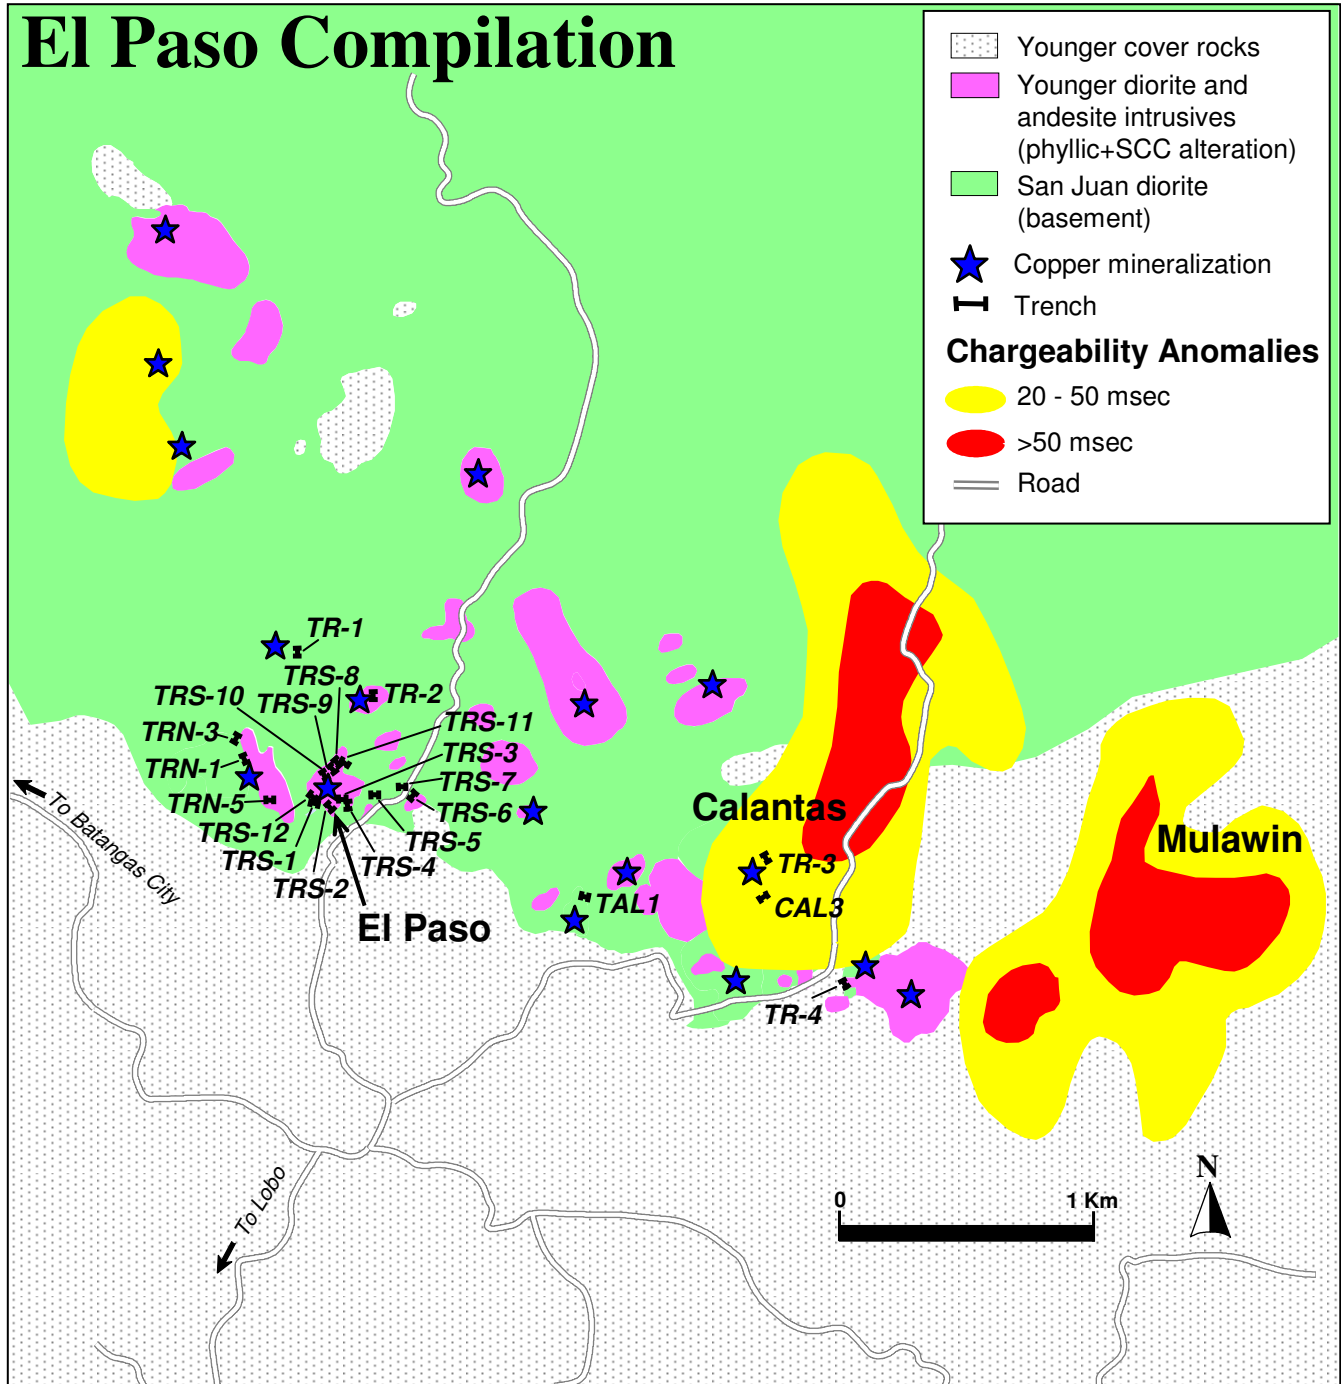 El Paso Compilation
Younger cover rocks
Younger diorite and
andesite intrusives
(phyllic+SCC alteration)
San Juan diorite
(basement)
Copper mineralization
Trench
Chargeability Anomalies
20 - 50 msec
>50 msec
Road
TR-1
TRS-8
TRS-10
TRS-9
TR-2
TRN-3
TRS-11
TRS-3
TRN-1
TRS-7
TRN-5
TRS-6
TRS-12
TRS-5
TRS-1
TRS-4
TRS-2
El Paso
To Batangas City
Calantas
Mulawin
TR-3
TAL1
CAL3
TR-4
To Lobo
0
1 Km
N